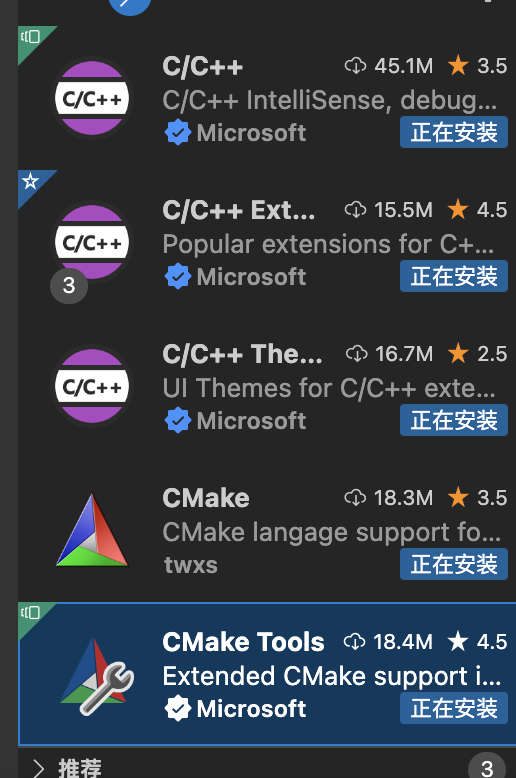 C/C++ 45.1M 3.5
C/C++ C/C++ IntelliSense, debug...
Microsoft 正在安装
C/C++ Ext... 15.5M 4.5
C/C++ Popular extensions for C+...
3 Microsoft 正在安装
C/C++ The... 16.7M 2.5
C/C++ UI Themes for C/C++ exte...
Microsoft 正在安装
CMake 18.3M 3.5
CMake langage support fo...
twxs 正在安装
CMake Tools 18.4M 4.5
Extended CMake support i...
Microsoft 正在安装
推荐 3